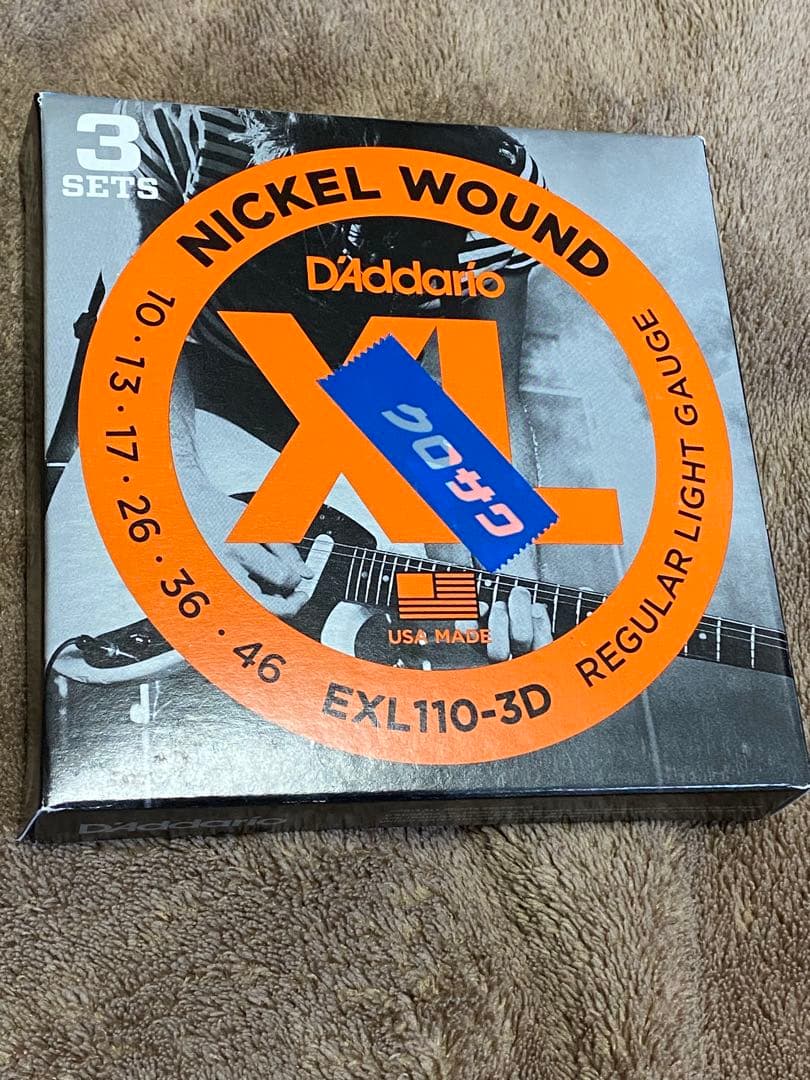 3
SETS
NICKEL WOUND
D'Addario
XL
クロサワ
10・13・17・26・36・46
REGULAR LIGHT GAUGE
USA MADE
EXL110-3D
D'Addario